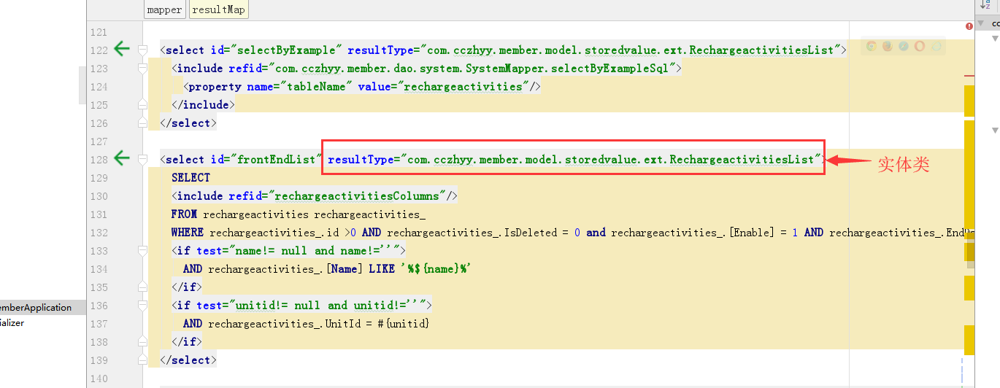 mapper resultMap
121
122 <select id="selectByExample" resultType="com.cczhyy.member.model.storedvalue.ext.RechargeactivitiesList">
123 <include refid="com.cczhyy.member.dao.system.SystemMapper.selectByExampleSql">
124 <property name="tableName" value="rechargeactivities"/>
125 </include>
126 </select>
127
128 <select id="frontEndList" resultType="com.cczhyy.member.model.storedvalue.ext.RechargeactivitiesList">
实体类
129 SELECT
130 <include refid="rechargeactivitiesColumns"/>
131 FROM rechargeactivities rechargeactivities_
132 WHERE rechargeactivities_.id >0 AND rechargeactivities_.IsDeleted = 0 and rechargeactivities_.[Enable] = 1 AND
133 <if test="name!= null and name!=''">
134 AND rechargeactivities_.[Name] LIKE '%${name}%'
135 </if>
136 <if test="unitid!= null and unitid!=''">
137 AND rechargeactivities_.UnitId = #{unitid}
138 </if>
139 </select>
140
emberApplication
ializer